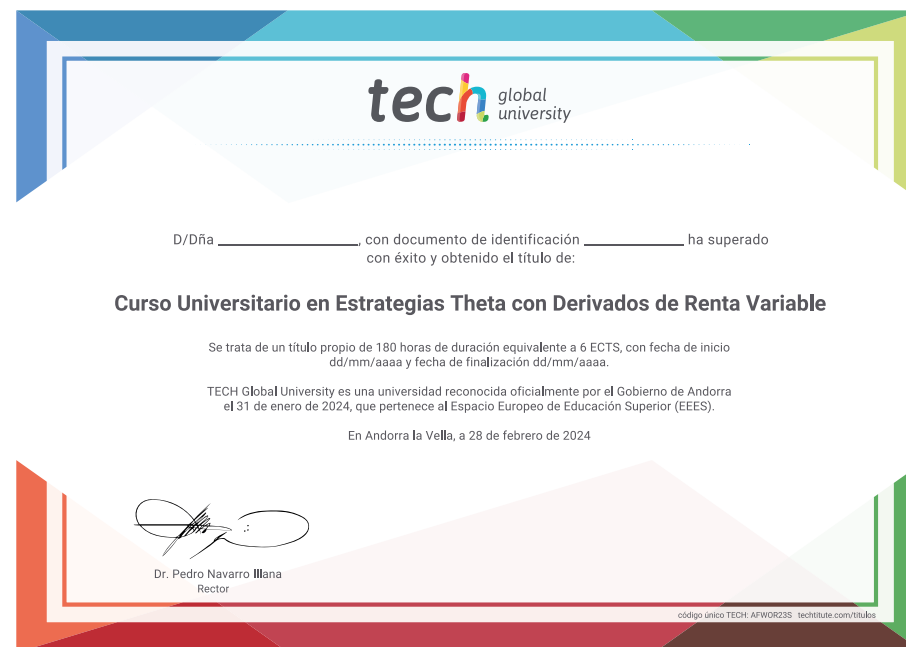 tech global university
D/Dña ____________________, con documento de identificación ______________ ha superado
con éxito y obtenido el título de:
Curso Universitario en Estrategias Theta con Derivados de Renta Variable
Se trata de un título propio de 180 horas de duración equivalente a 6 ECTS, con fecha de inicio
dd/mm/aaaa y fecha de finalización dd/mm/aaaa.
TECH Global University es una universidad reconocida oficialmente por el Gobierno de Andorra
el 31 de enero de 2024, que pertenece al Espacio Europeo de Educación Superior (EEES).
En Andorra la Vella, a 28 de febrero de 2024
Dr. Pedro Navarro Illana
Rector
código único TECH: AFWOR23S techtitute.com/titulos